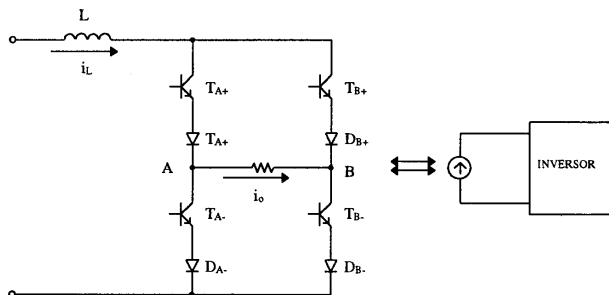 L
iL
TA+
TB+
TA+
DB+
A
B
io
TA-
TB-
DA-
DB-
INVERSOR